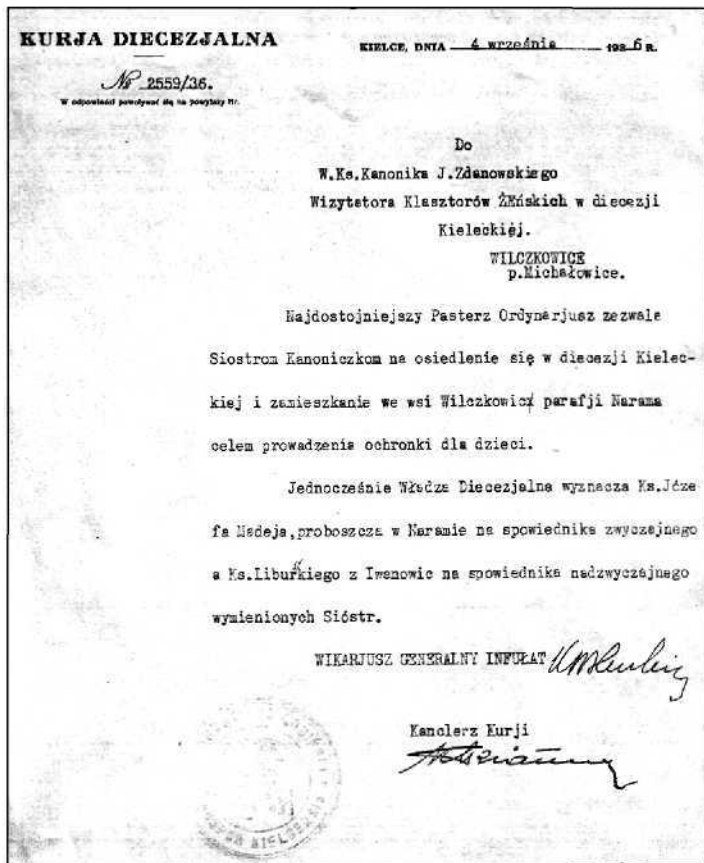 KURJA DIECEZJALNA
KIELCE, DNIA 4 września 1936 R.
№ 2559/36.
W odpowiedzi powoływać się na powyższy Nr.
Do
W.Ks.Kanonika J.Zdanowskiego
Wizytatora Klasztorów ŻEńskich w diecezji
Kieleckiej.
WILCZKOWICE
p.Michałowice.
Najdostojniejszy Pasterz Ordynarjusz zezwala
Siostrom Kanoniczkom na osiedlenie się w diecezji Kielec-
kiej i zamieszkanie we wsi Wilczkowicx parafji Narama
celem prowadzenia ochronki dla dzieci.
Jednocześnie Władza Diecezjalna wyznacza Ks.Józe
fa Madeja,proboszcza w Naramie na spowiednika zwyczajnego
a Ks.Liburskiego z Iwanowic na spowiednika nadzwyczajnego
wymienionych Sióstr.
WIKARJUSZ GENERALNY INFUŁAT
Kanclerz Kurji